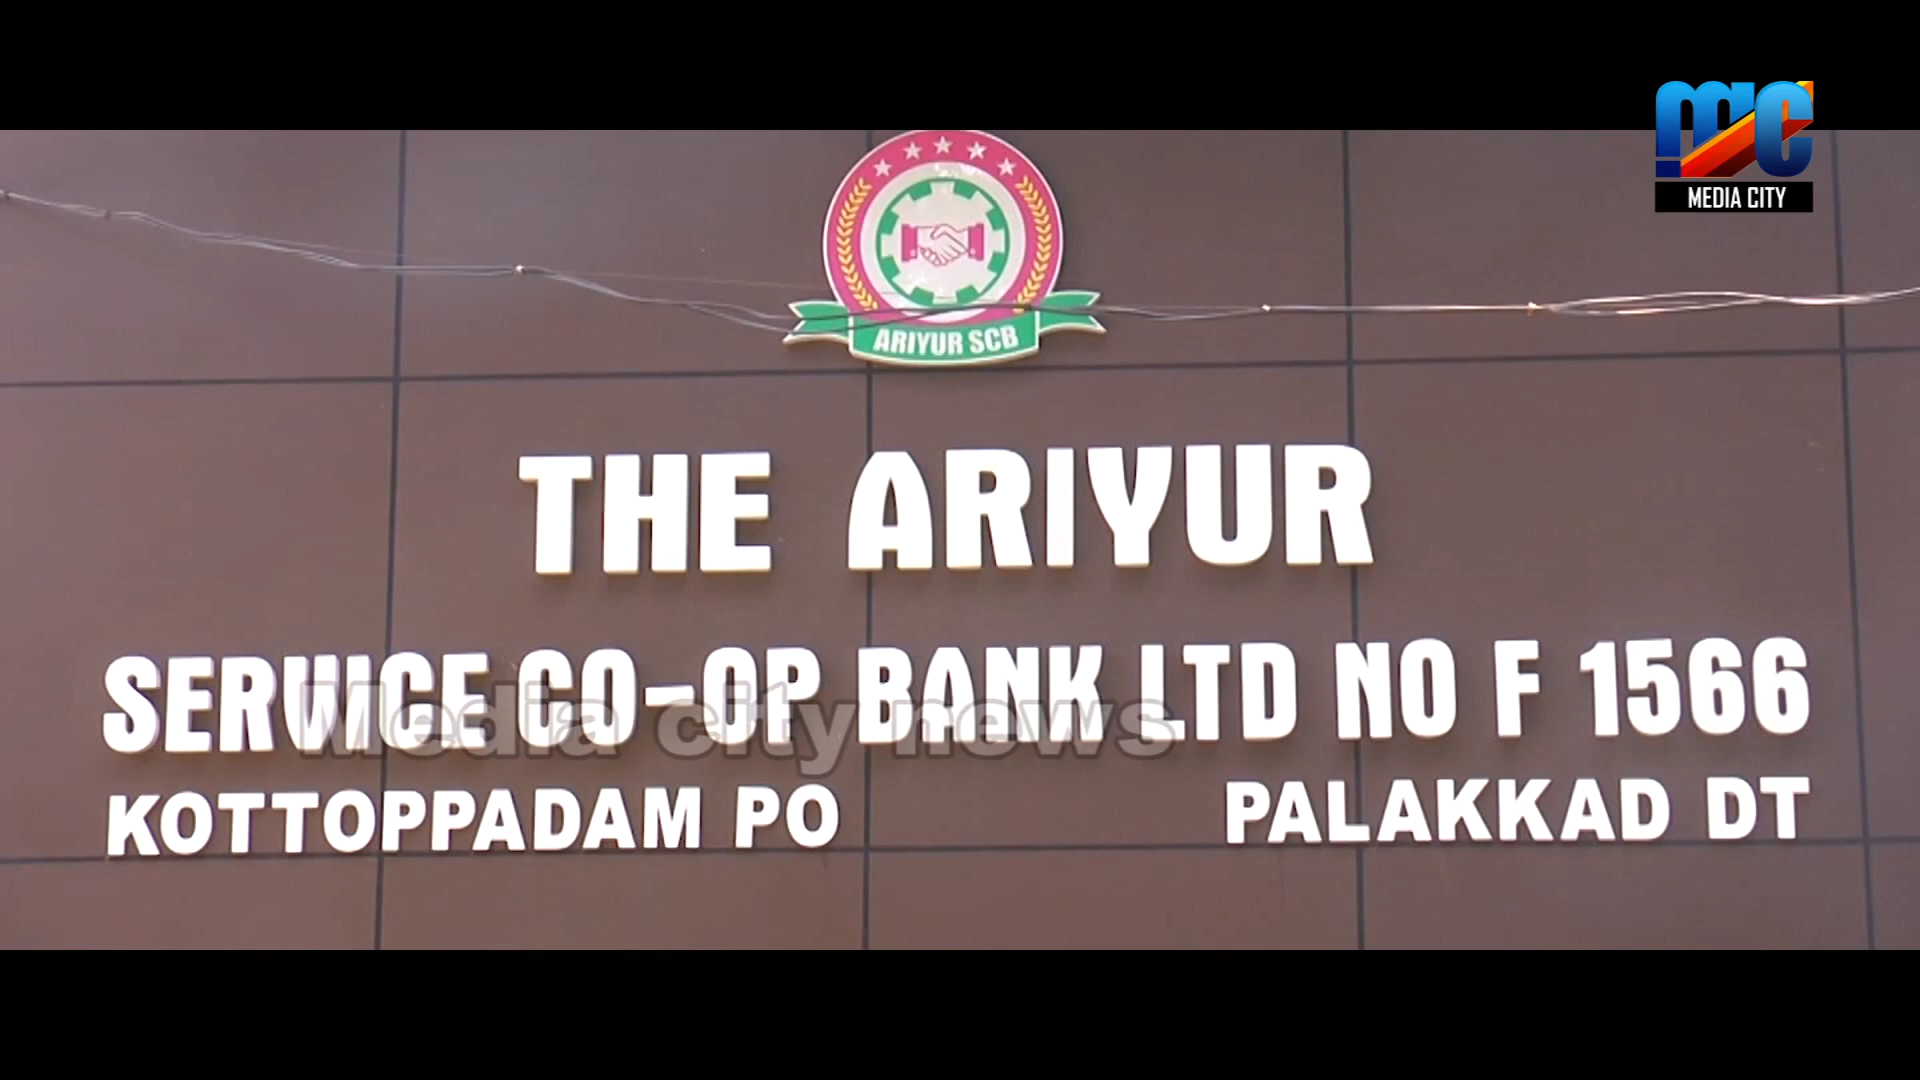 MC
MEDIA CITY
ARIYUR SCB
THE ARIYUR
SERVICE CO-OP BANK LTD NO F 1566
Media city news
KOTTOPPADAM PO PALAKKAD DT